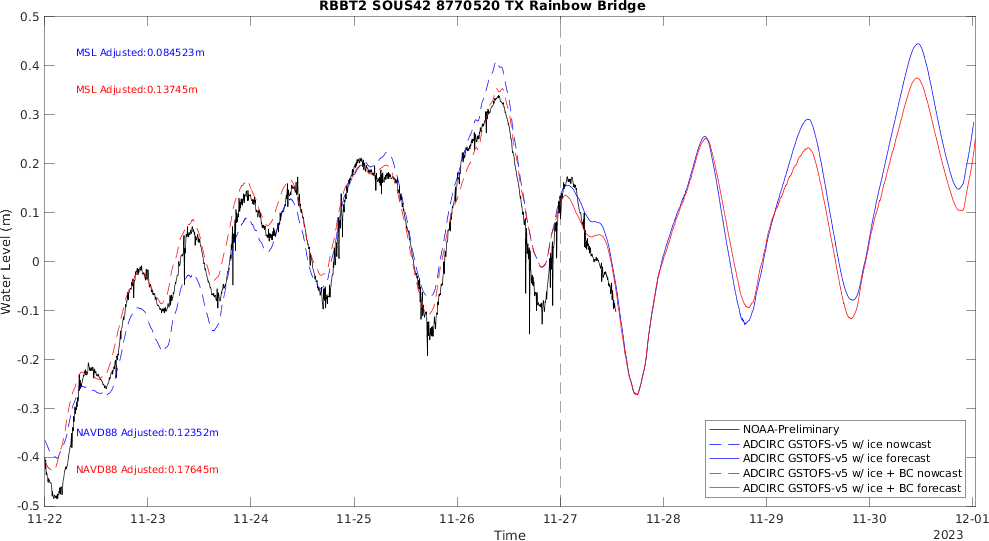 RBBT2 SOUS42 8770520 TX Rainbow Bridge
0.5
MSL Adjusted:0.084523m
0.4
MSL Adjusted:0.13745m
0.3
0.2
0.1
Water Level (m)
0
-0.1
-0.2
-0.3
NAVD88 Adjusted:0.12352m
NOAA-Preliminary
ADCIRC GSTOFS-v5 w/ ice nowcast
-0.4
ADCIRC GSTOFS-v5 w/ ice forecast
NAVD88 Adjusted:0.17645m
ADCIRC GSTOFS-v5 w/ ice + BC nowcast
ADCIRC GSTOFS-v5 w/ ice + BC forecast
-0.5
11-22 11-23 11-24 11-25 11-26 11-27 11-28 11-29 11-30 12-01
Time
2023